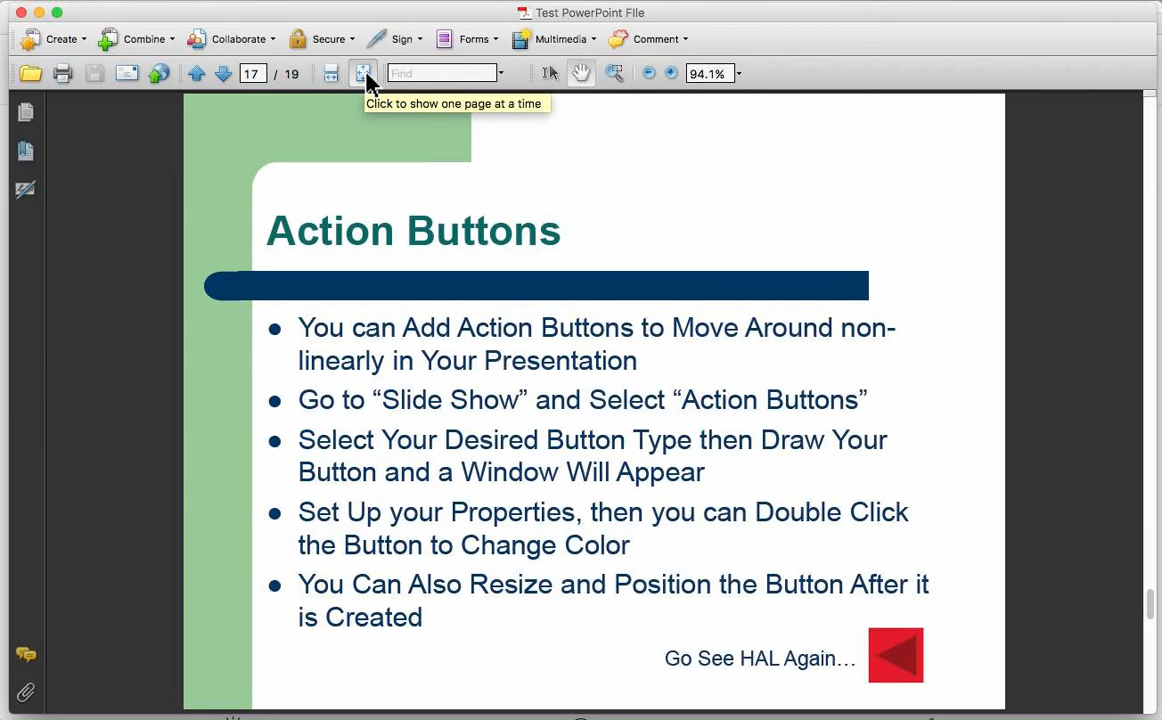 Test PowerPoint FIle
Create Combine Collaborate Secure Sign Forms Multimedia Comment
17 / 19 Find 94.1%
Click to show one page at a time
Action Buttons
You can Add Action Buttons to Move Around non-
linearly in Your Presentation
Go to “Slide Show” and Select “Action Buttons”
Select Your Desired Button Type then Draw Your
Button and a Window Will Appear
Set Up your Properties, then you can Double Click
the Button to Change Color
You Can Also Resize and Position the Button After it
is Created
Go See HAL Again…